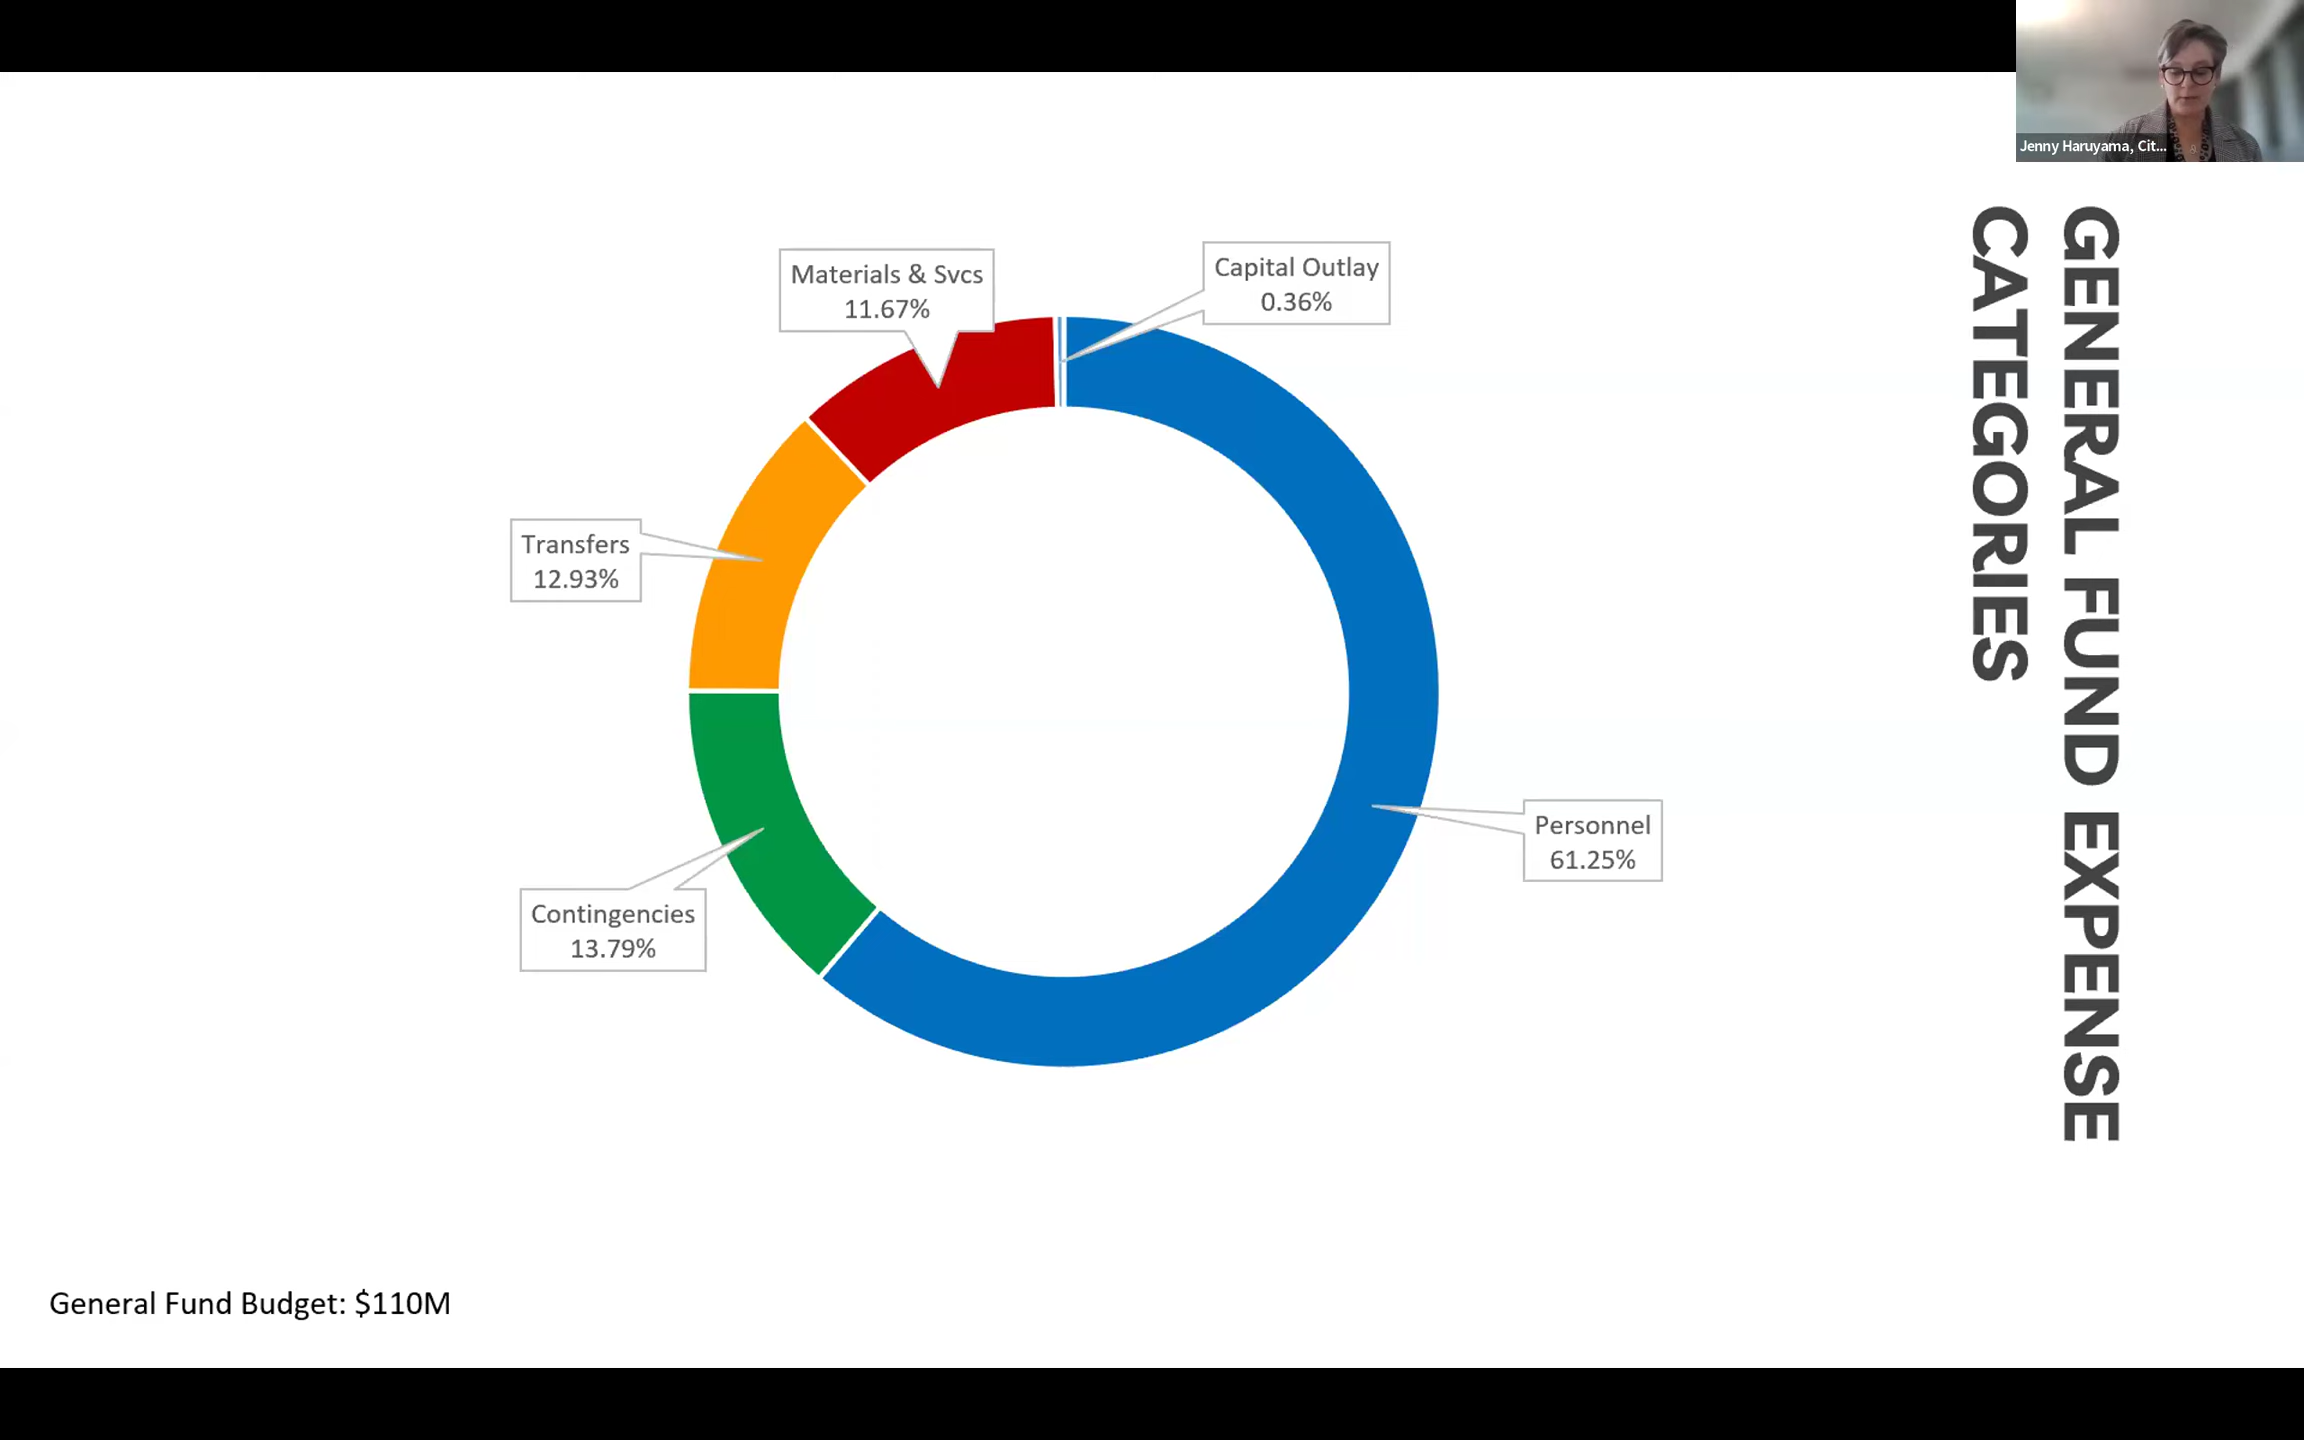 Jenny Haruyama, Cit...
GENERAL FUND EXPENSE
CATEGORIES
Materials & Svcs
11.67%
Capital Outlay
0.36%
Transfers
12.93%
Personnel
61.25%
Contingencies
13.79%
General Fund Budget: $110M